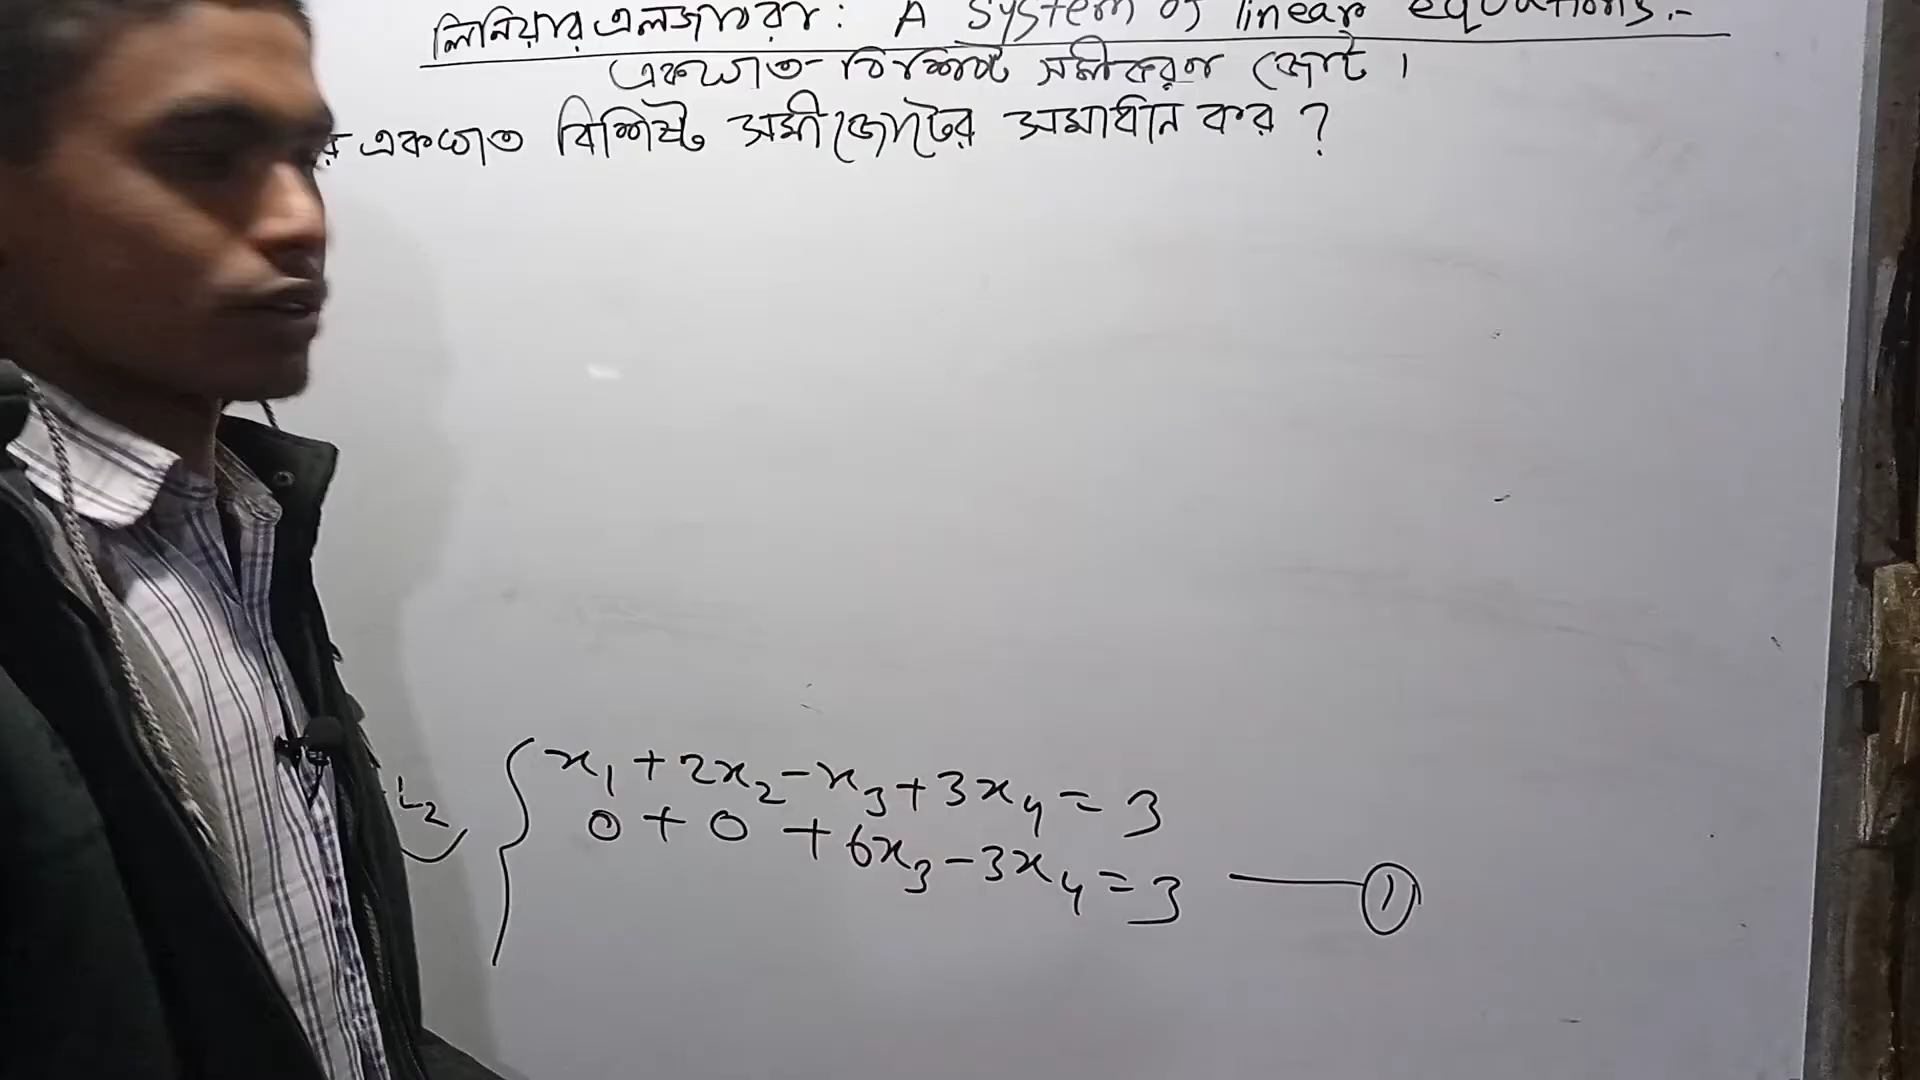 লিনিয়ার এলজাবরা: A System of linear equations.-
একঘাত বিশিষ্ট সমীকরণ জোট ।
র একঘাত বিশিষ্ট সমীজোটের সমাধান কর ?
x₁ + 2x₂ - x₃ + 3x₄ = 3
L₂ 0 + 0 + 6x₃ - 3x₄ = 3 — ①